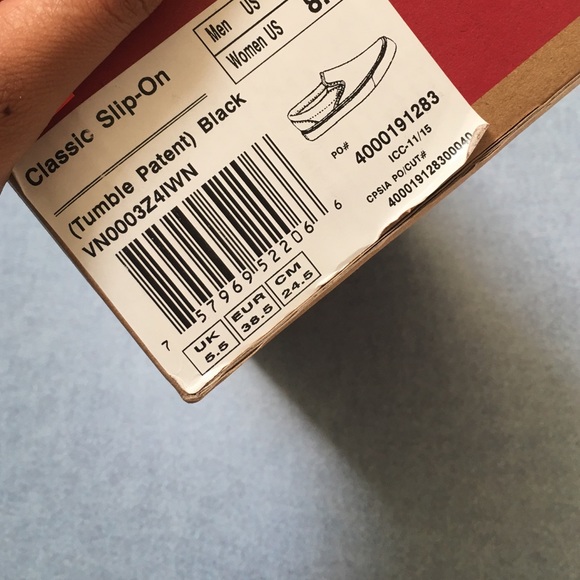 Men US
Women US
Classic Slip-On
(Tumble Patent) Black
VN0003Z4IWN
7 57969 52206 6
UK
5.5
EUR
38.5
CM
24.5
PO# 4000191283
ICC-11/15
CPSIA PO/CUT#
400019128300040